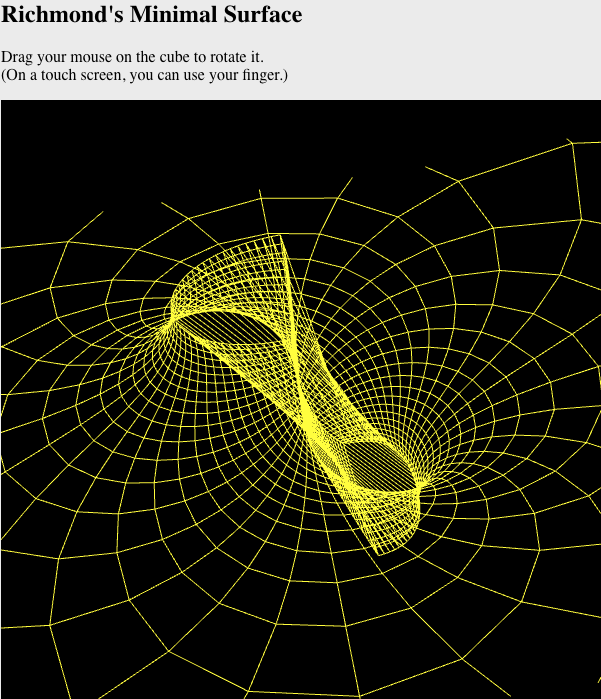 Richmond's Minimal Surface
Drag your mouse on the cube to rotate it.
(On a touch screen, you can use your finger.)